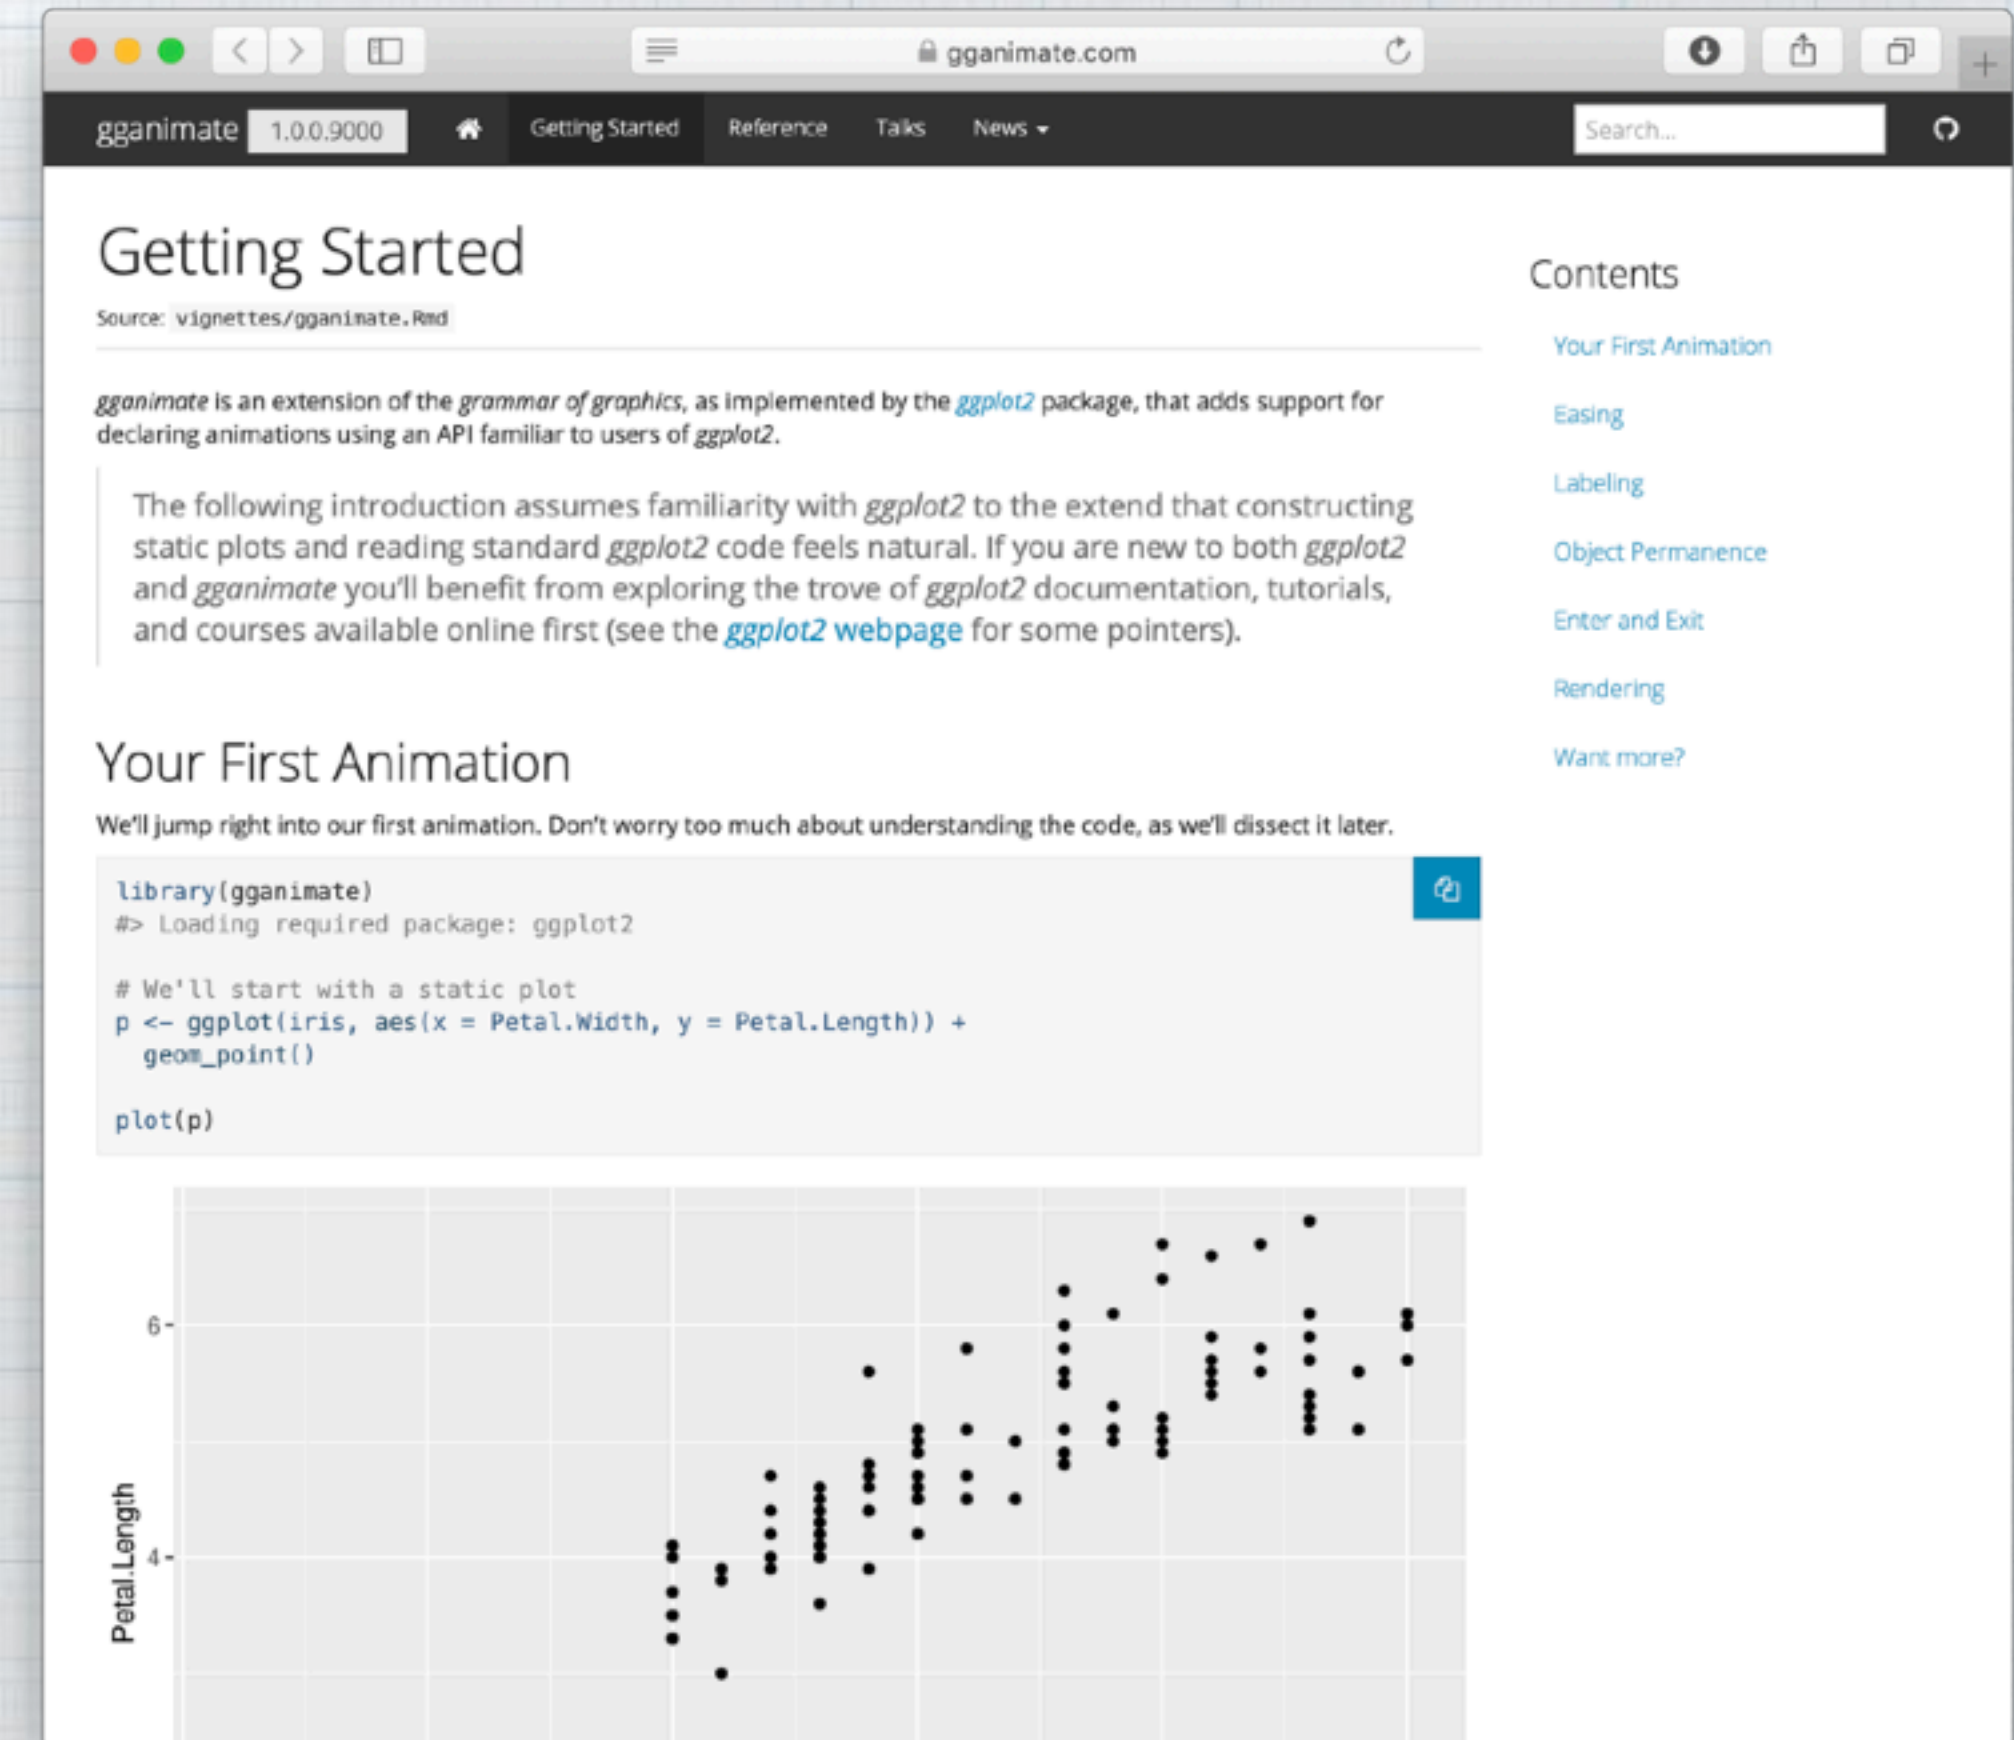 gganimate.com
gganimate 1.0.0.9000 Getting Started Reference Talks News Search...
Getting Started
Source: vignettes/gganimate.Rmd
gganimate is an extension of the grammar of graphics, as implemented by the ggplot2 package, that adds support for
declaring animations using an API familiar to users of ggplot2.
The following introduction assumes familiarity with ggplot2 to the extend that constructing
static plots and reading standard ggplot2 code feels natural. If you are new to both ggplot2
and gganimate you'll benefit from exploring the trove of ggplot2 documentation, tutorials,
and courses available online first (see the ggplot2 webpage for some pointers).
Your First Animation
We'll jump right into our first animation. Don't worry too much about understanding the code, as we'll dissect it later.
library(gganimate)
#> Loading required package: ggplot2
# We'll start with a static plot
p <- ggplot(iris, aes(x = Petal.Width, y = Petal.Length)) +
  geom_point()
plot(p)
6
4
Petal.Length
Contents
Your First Animation
Easing
Labeling
Object Permanence
Enter and Exit
Rendering
Want more?